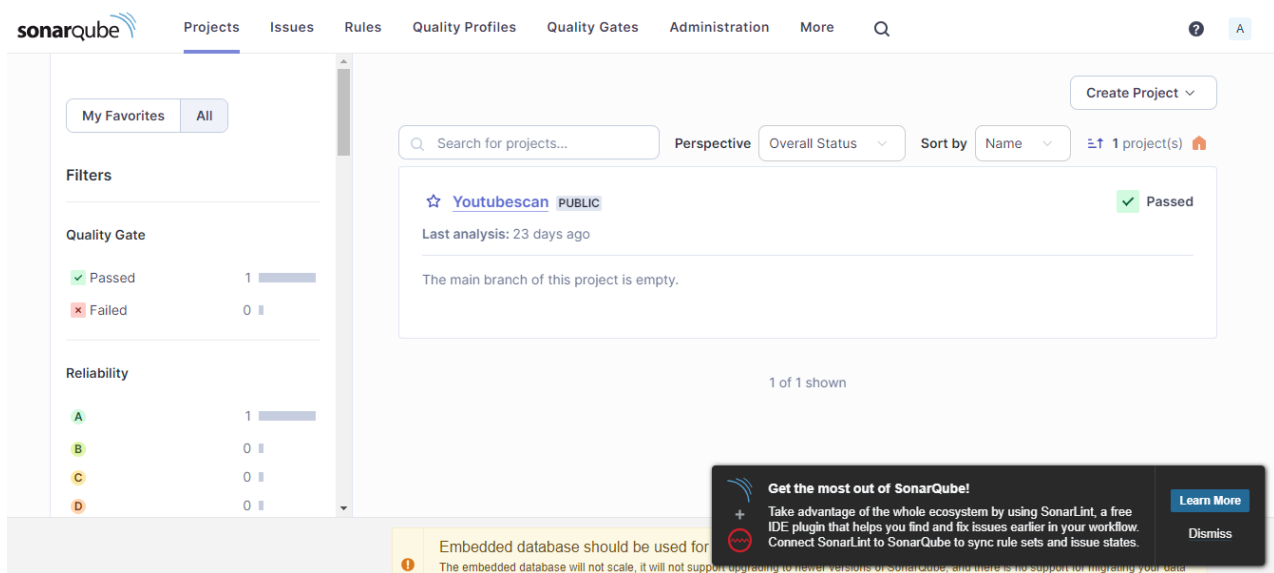 sonarqube Projects Issues Rules Quality Profiles Quality Gates Administration More ? A
My Favorites All
Filters
Quality Gate
Passed 1
Failed 0
Reliability
A 1
B 0
C 0
D 0
Create Project
Search for projects... Perspective Overall Status Sort by Name 1 project(s)
Youtubescan PUBLIC Passed
Last analysis: 23 days ago
The main branch of this project is empty.
1 of 1 shown
Get the most out of SonarQube!
Take advantage of the whole ecosystem by using SonarLint, a free
IDE plugin that helps you find and fix issues earlier in your workflow.
Connect SonarLint to SonarQube to sync rule sets and issue states.
Learn More
Dismiss
Embedded database should be used for
The embedded database will not scale, it will not support upgrading to newer versions of SonarQube, and there is no support for migrating your data